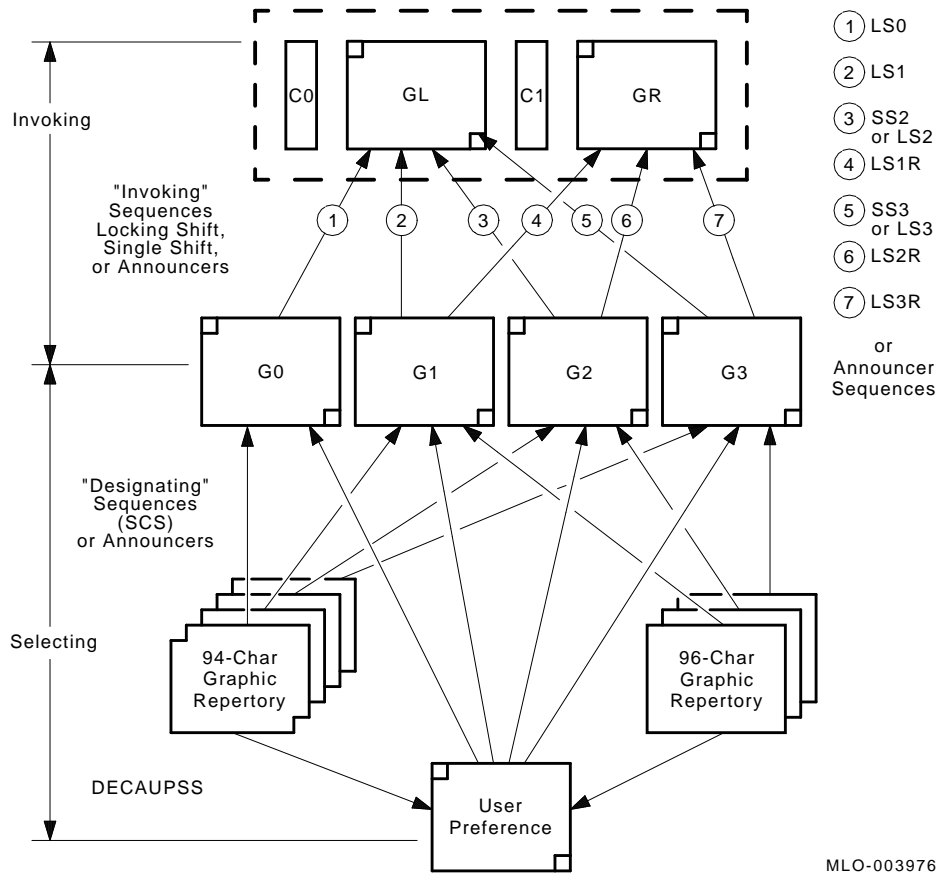 C0
GL
C1
GR
Invoking
"Invoking"
Sequences
Locking Shift,
Single Shift,
or Announcers
1
2
3
4
5
6
7
1 LS0
2 LS1
3 SS2
or LS2
4 LS1R
5 SS3
or LS3
6 LS2R
7 LS3R
or
Announcer
Sequences
G0
G1
G2
G3
"Designating"
Sequences
(SCS)
or Announcers
Selecting
94-Char
Graphic
Repertory
96-Char
Graphic
Repertory
DECAUPSS
User
Preference
MLO-003976